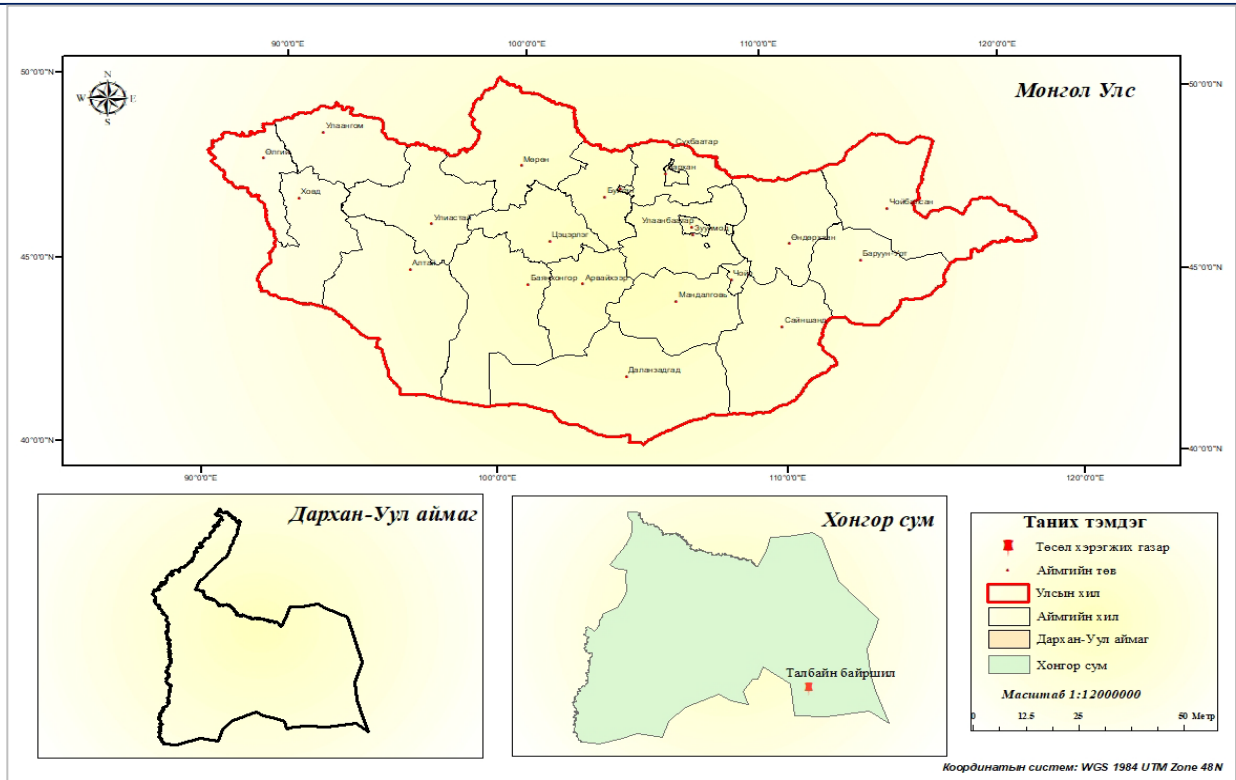 90°0'0"E 100°0'0"E 110°0'0"E 120°0'0"E
50°0'0"N 50°0'0"N
N
W E
S
Монгол Улс
Улаангом
Өлгий
Ховд
Мөрөн
Сүхбаатар
Дархан
Булган
Улиастай
Цэцэрлэг
Улаанбаатар
Зуунмод
Чойбалсан
Өндөрхаан
Баруун-Урт
45°0'0"N 45°0'0"N
Алтай
Баянхонгор
Арвайхээр
Чойр
Мандалговь
Сайншанд
Даланзадгад
40°0'0"N 40°0'0"N
90°0'0"E 100°0'0"E 110°0'0"E 120°0'0"E
Дархан-Уул аймаг
Хонгор сум
Талбайн байршил
Таних тэмдэг
Төсөл хэрэгжих газар
Аймгийн төв
Улсын хил
Аймгийн хил
Дархан-Уул аймаг
Хонгор сум
Масштаб 1:12000000
0 12.5 25 50 Метр
Координатын систем: WGS 1984 UTM Zone 48N